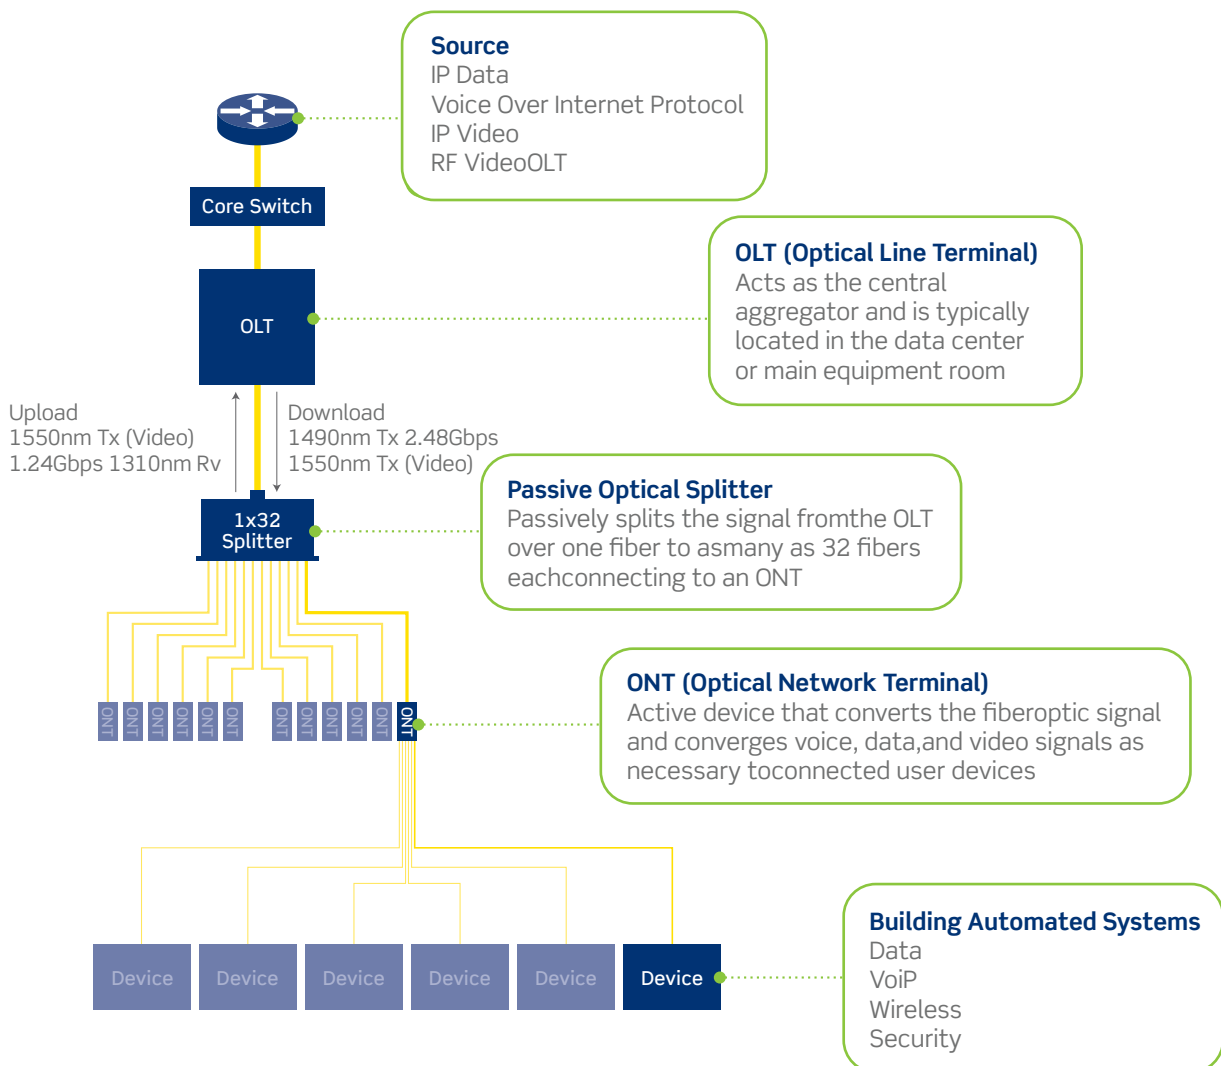 Source
IP Data
Voice Over Internet Protocol
IP Video
RF VideoOLT
Core Switch
OLT (Optical Line Terminal)
Acts as the central
aggregator and is typically
located in the data center
or main equipment room
OLT
Upload
1550nm Tx (Video)
1.24Gbps 1310nm Rv
Download
1490nm Tx 2.48Gbps
1550nm Tx (Video)
Passive Optical Splitter
Passively splits the signal fromthe OLT
over one fiber to asmany as 32 fibers
eachconnecting to an ONT
1x32
Splitter
ONT (Optical Network Terminal)
Active device that converts the fiberoptic signal
and converges voice, data,and video signals as
necessary toconnected user devices
ONT
ONT
ONT
ONT
ONT
ONT
ONT
ONT
ONT
ONT
ONT
ONT
Building Automated Systems
Data
VoiP
Wireless
Security
Device
Device
Device
Device
Device
Device